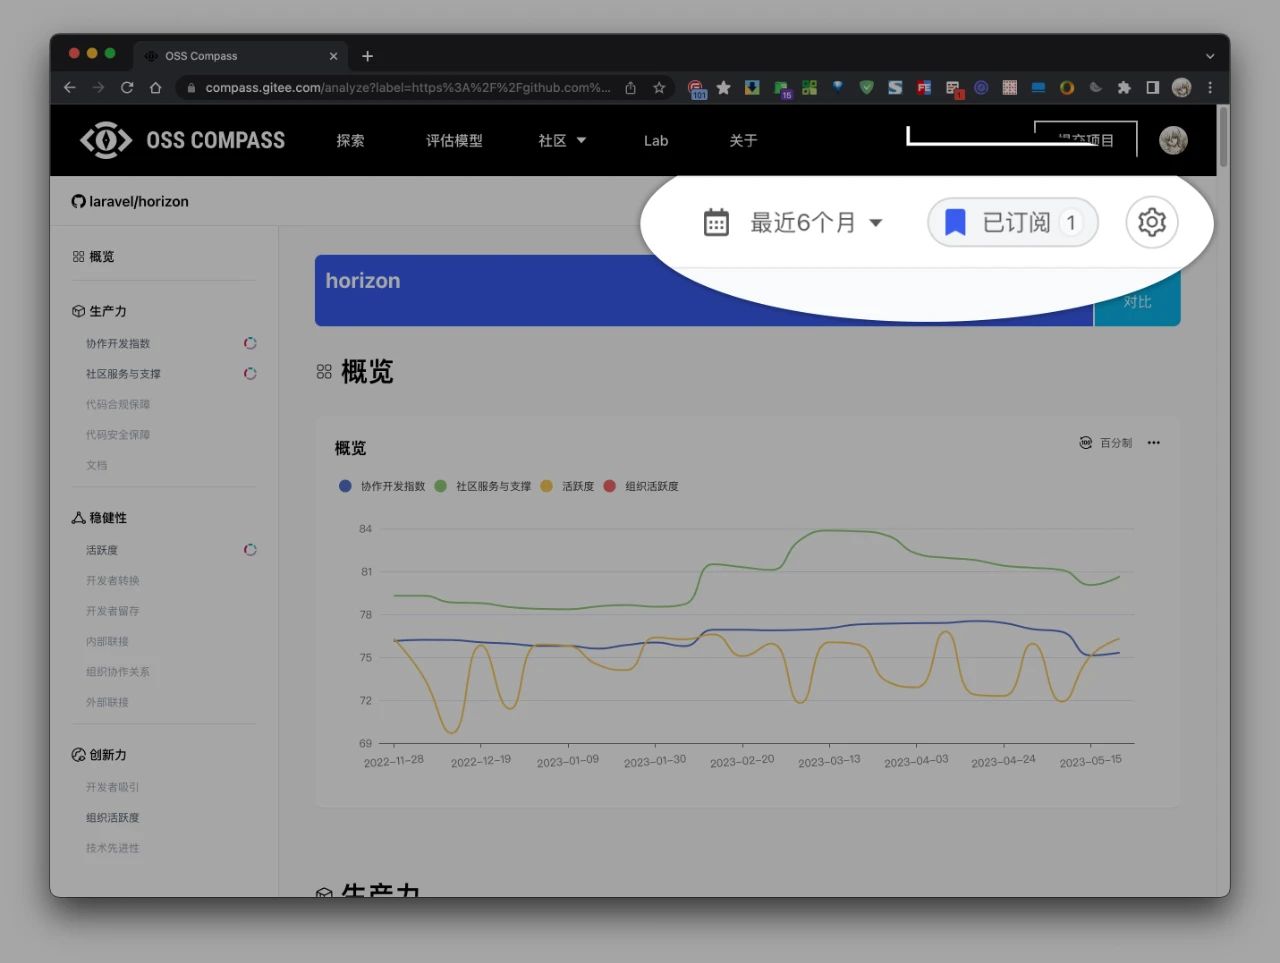 OSS Compass
compass.gitee.com/analyze?label=https%3A%2F%2Fgithub.com%...
101
15
FE
1
OSS COMPASS
探索
评估模型
社区
Lab
关于
提交项目
laravel/horizon
最近6个月
已订阅 1
概览
生产力
协作开发指数
社区服务与支撑
代码合规保障
代码安全保障
文档
稳健性
活跃度
开发者转换
开发者留存
内部联接
组织协作关系
外部联接
创新力
开发者吸引
组织活跃度
技术先进性
horizon
对比
概览
概览
百分制
协作开发指数 社区服务与支撑 活跃度 组织活跃度
84
81
78
75
72
69
2022-11-28 2022-12-19 2023-01-09 2023-01-30 2023-02-20 2023-03-13 2023-04-03 2023-04-24 2023-05-15
生产力